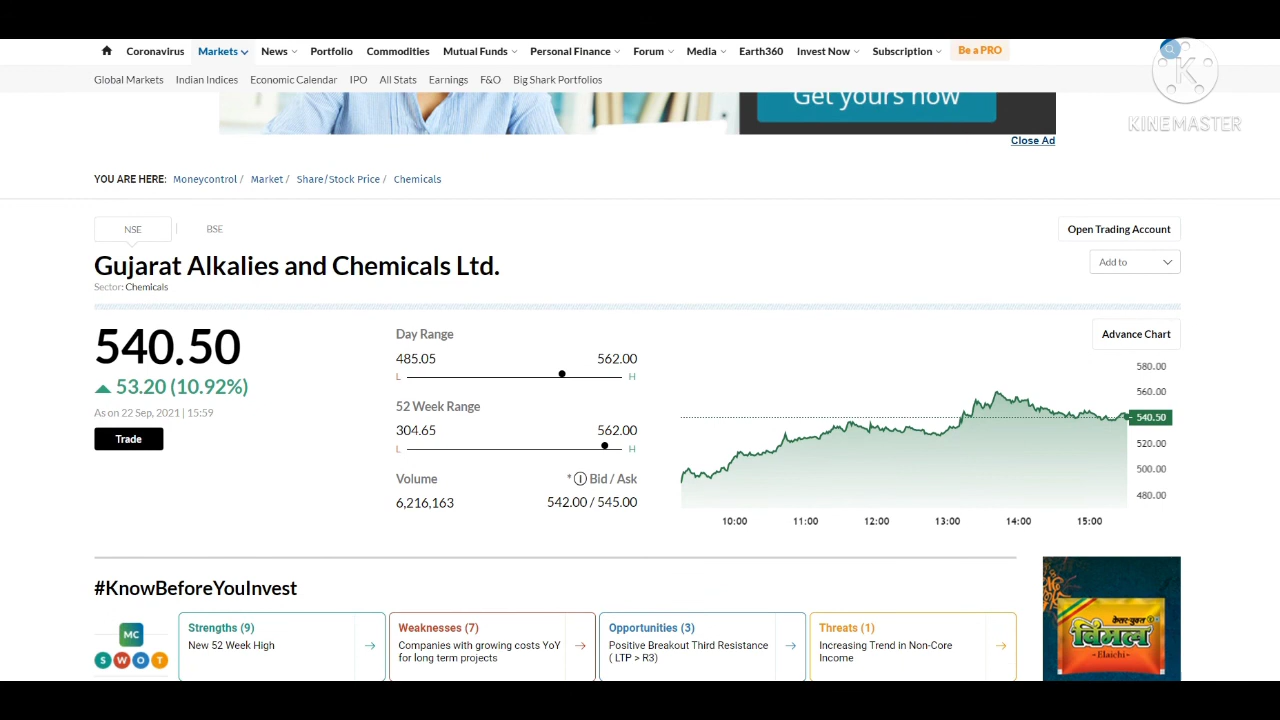 Coronavirus Markets News Portfolio Commodities Mutual Funds Personal Finance Forum Media Earth360 Invest Now Subscription Be a PRO
Global Markets Indian Indices Economic Calendar IPO All Stats Earnings F&O Big Shark Portfolios
K
KINEMASTER
Get yours now
Close Ad
YOU ARE HERE: Moneycontrol / Market / Share/Stock Price / Chemicals
NSE | BSE
Open Trading Account
Gujarat Alkalies and Chemicals Ltd.
Add to
Sector: Chemicals
540.50
53.20 (10.92%)
As on 22 Sep, 2021 | 15:59
Trade
Day Range
485.05 562.00
L H
52 Week Range
304.65 562.00
L H
Volume * Bid / Ask
6,216,163 542.00 / 545.00
Advance Chart
580.00
560.00
540.50
520.00
500.00
480.00
10:00 11:00 12:00 13:00 14:00 15:00
#KnowBeforeYouInvest
MC
S W O T
Strengths (9)
New 52 Week High
Weaknesses (7)
Companies with growing costs YoY
for long term projects
Opportunities (3)
Positive Breakout Third Resistance
( LTP > R3)
Threats (1)
Increasing Trend in Non-Core
Income
केसर-युक्त
विमल
~Elaichi~